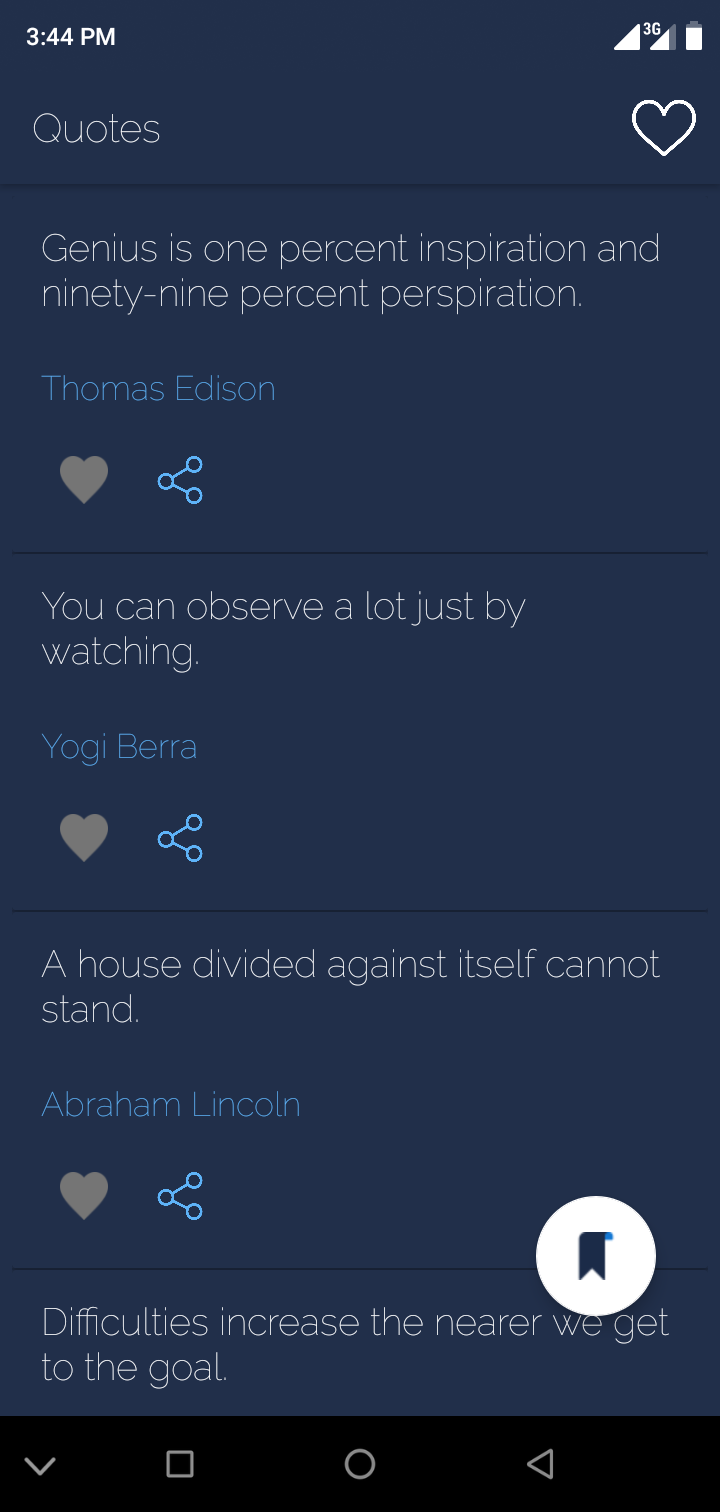 3:44 PM
3G
Quotes
Genius is one percent inspiration and
ninety-nine percent perspiration.
Thomas Edison
You can observe a lot just by
watching.
Yogi Berra
A house divided against itself cannot
stand.
Abraham Lincoln
Difficulties increase the nearer we get
to the goal.